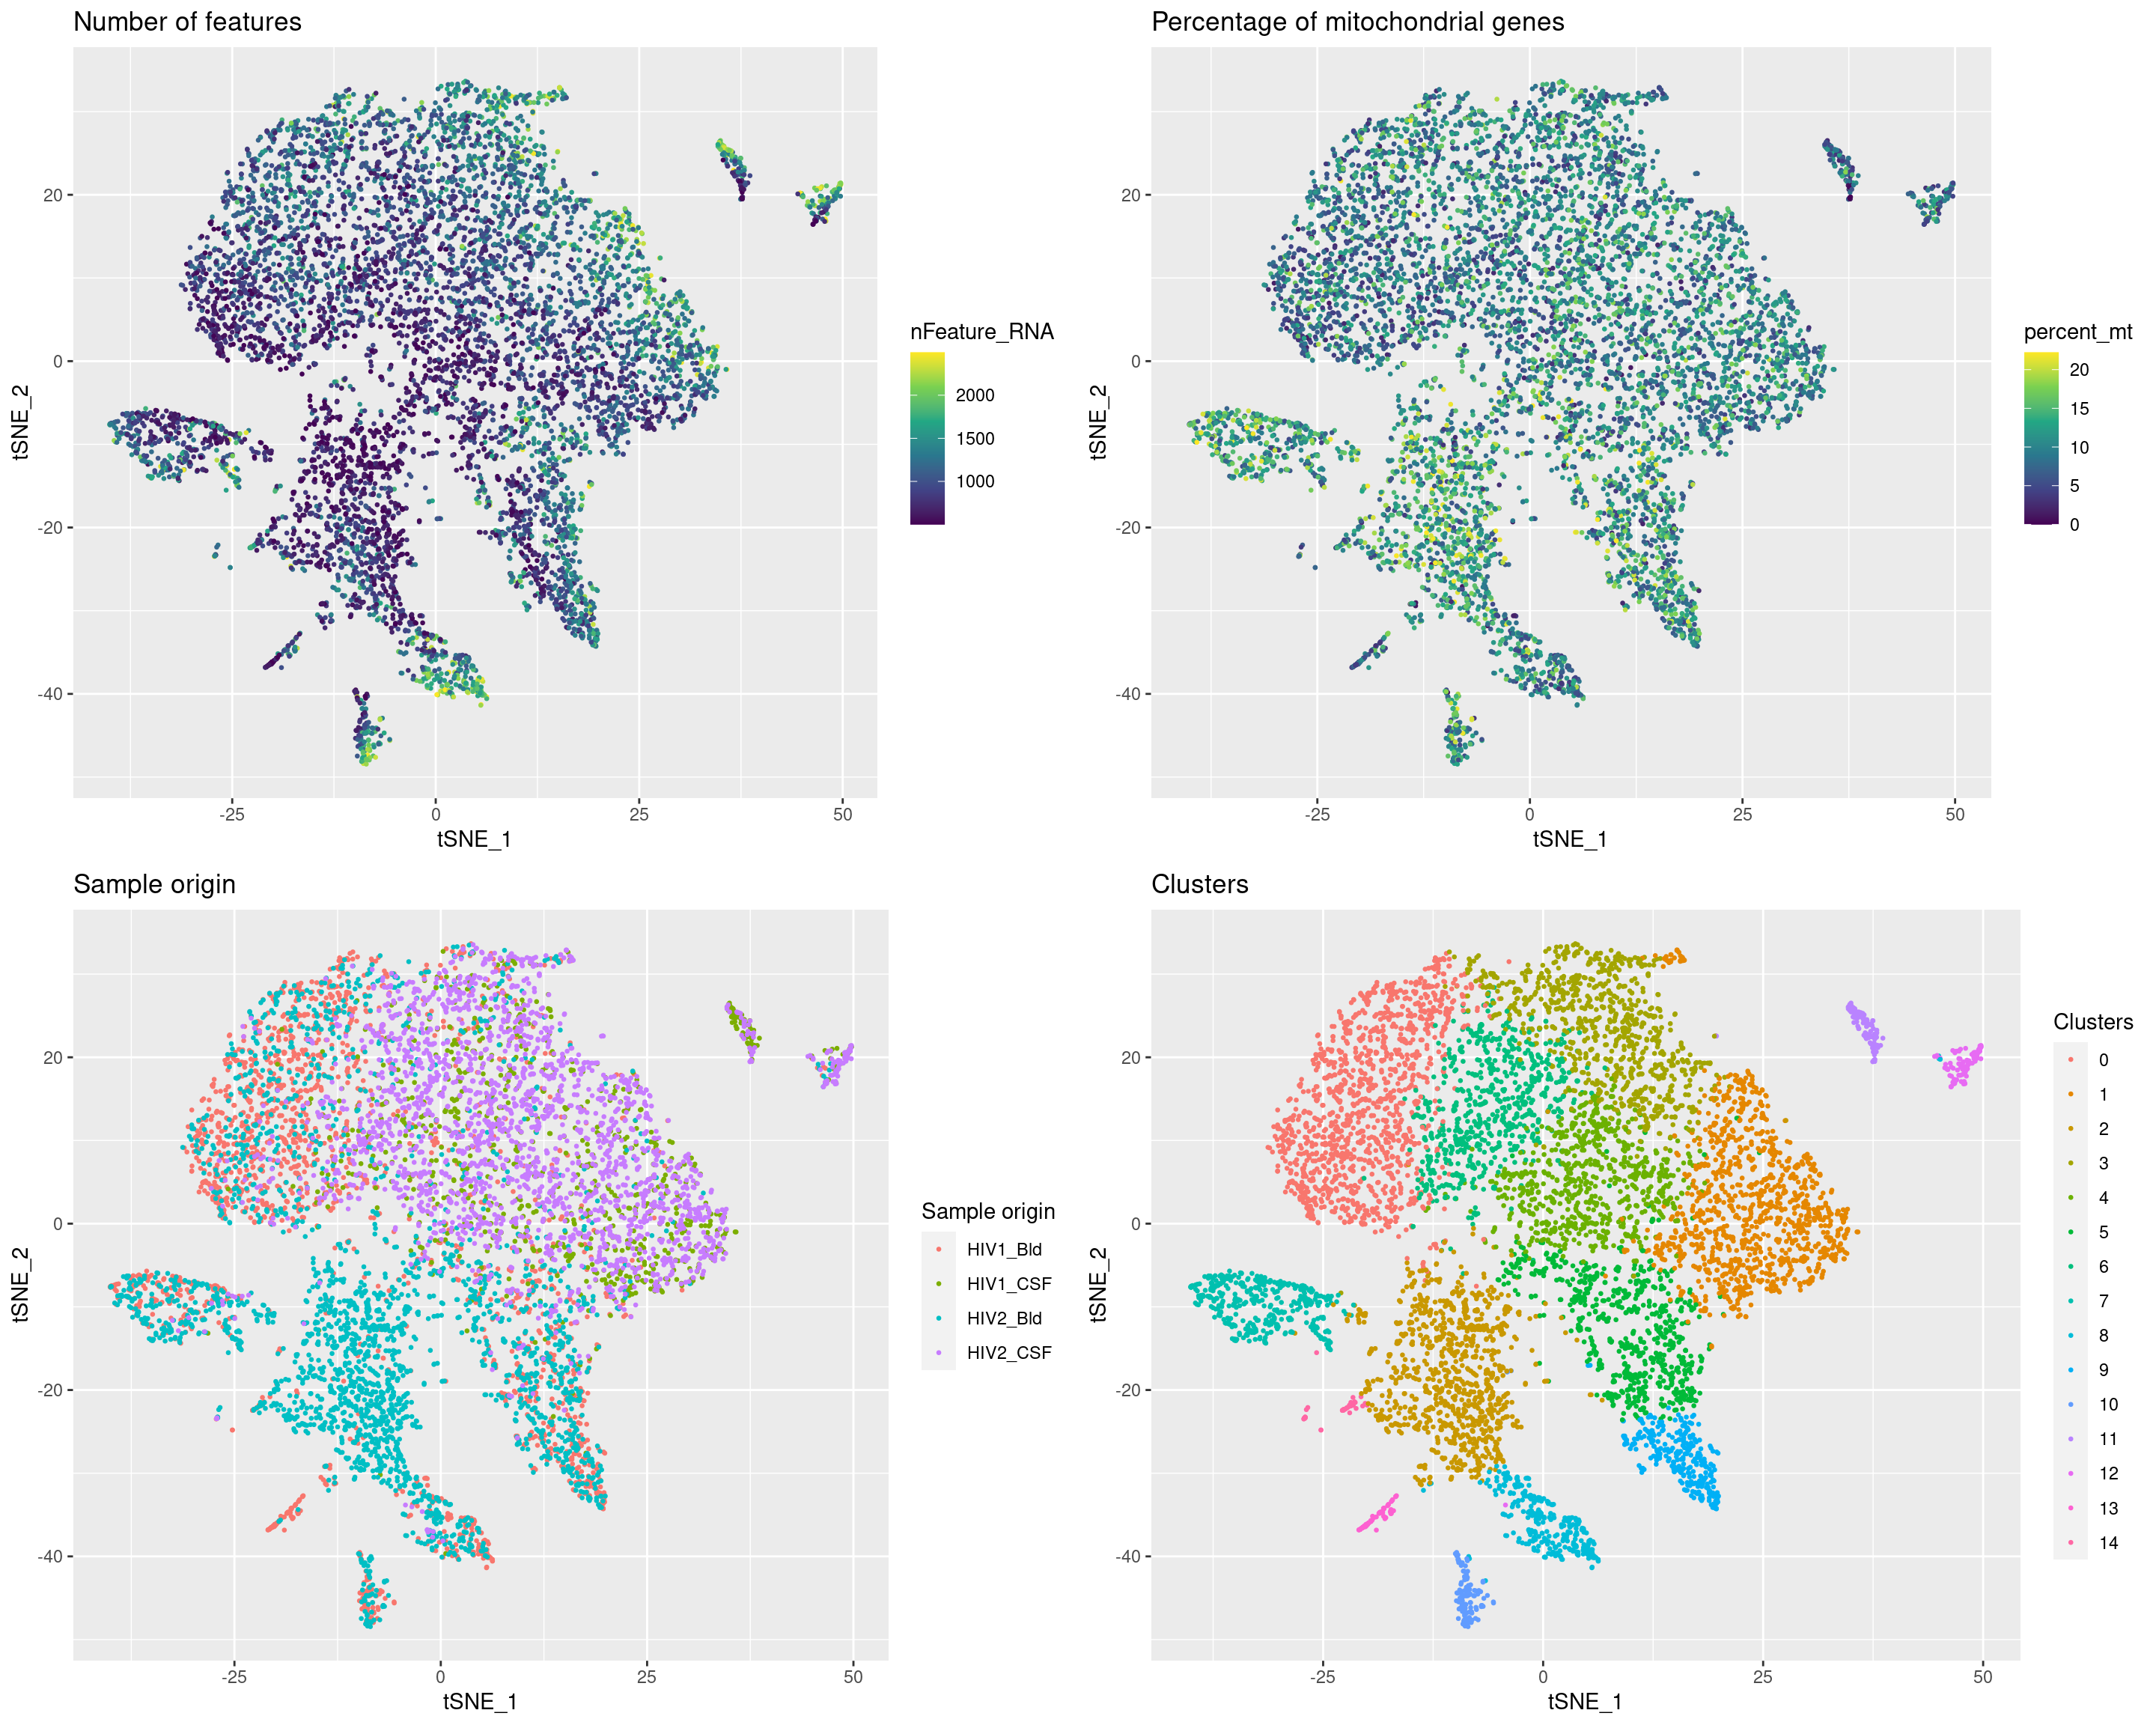 Number of features
20
0
-20
-40
tSNE_2
-25
0
25
50
tSNE_1
nFeature_RNA
2000
1500
1000
Percentage of mitochondrial genes
20
0
-20
-40
tSNE_2
-25
0
25
50
tSNE_1
percent_mt
20
15
10
5
0
Sample origin
20
0
-20
-40
tSNE_2
-25
0
25
50
tSNE_1
Sample origin
HIV1_Bld
HIV1_CSF
HIV2_Bld
HIV2_CSF
Clusters
20
0
-20
-40
tSNE_2
-25
0
25
50
tSNE_1
Clusters
0
1
2
3
4
5
6
7
8
9
10
11
12
13
14